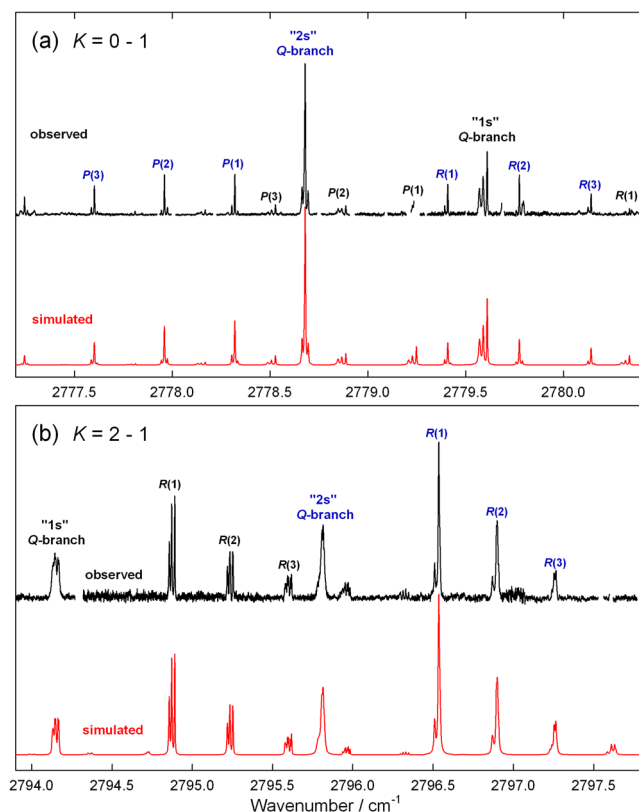 (a) K = 0 - 1
"2s"
Q-branch
observed
"1s"
Q-branch
P(3)
P(2)
P(1)
P(3)
P(2)
P(1)
R(1)
R(2)
R(3)
R(1)
simulated
2777.5
2778.0
2778.5
2779.0
2779.5
2780.0
(b) K = 2 - 1
R(1)
R(1)
"2s"
Q-branch
R(2)
"1s"
Q-branch
R(2)
R(3)
R(3)
observed
simulated
2794.0
2794.5
2795.0
2795.5
2796.0
2796.5
2797.0
2797.5
Wavenumber / cm⁻¹